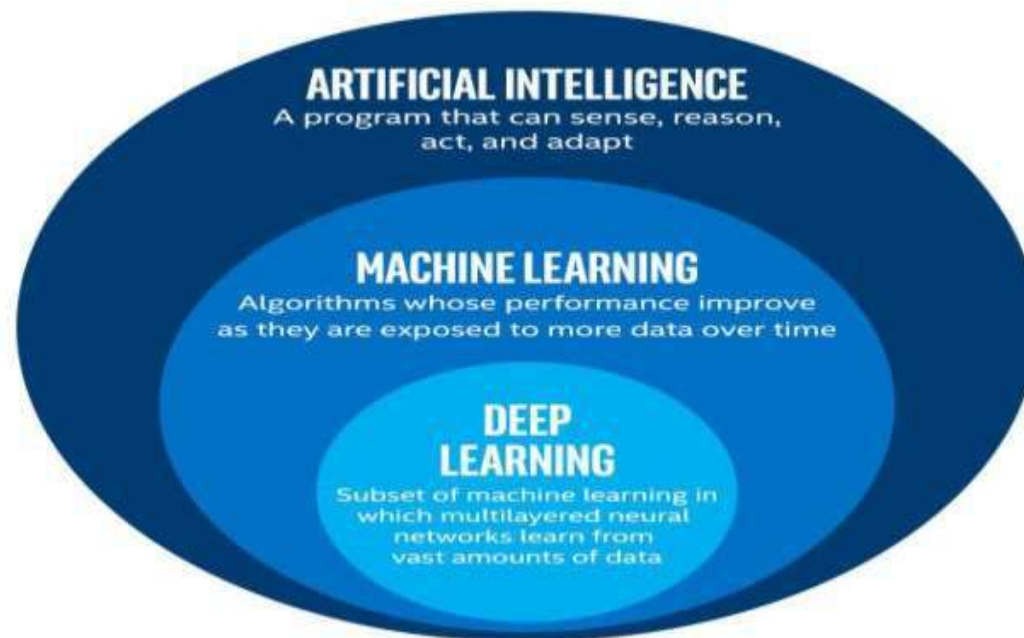 ARTIFICIAL INTELLIGENCE
A program that can sense, reason,
act, and adapt
MACHINE LEARNING
Algorithms whose performance improve
as they are exposed to more data over time
DEEP
LEARNING
Subset of machine learning in
which multilayered neural
networks learn from
vast amounts of data